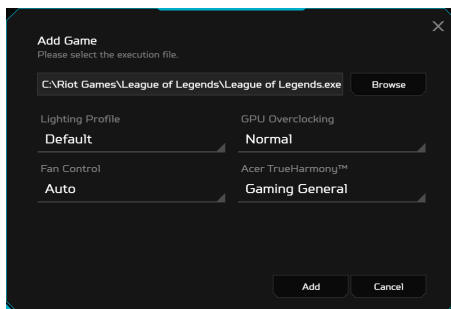 Add Game
Please select the execution file.
C:\Riot Games\League of Legends\League of Legends.exe
Browse
Lighting Profile
GPU Overclocking
Default
Normal
Fan Control
Acer TrueHarmony™
Auto
Gaming General
Add
Cancel